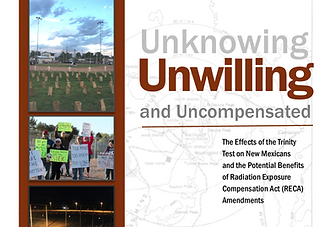 Unknowing
Unwilling
and Uncompensated
The Effects of the Trinity
Test on New Mexicans
and the Potential Benefits
of Radiation Exposure
Compensation Act (RECA)
Amendments